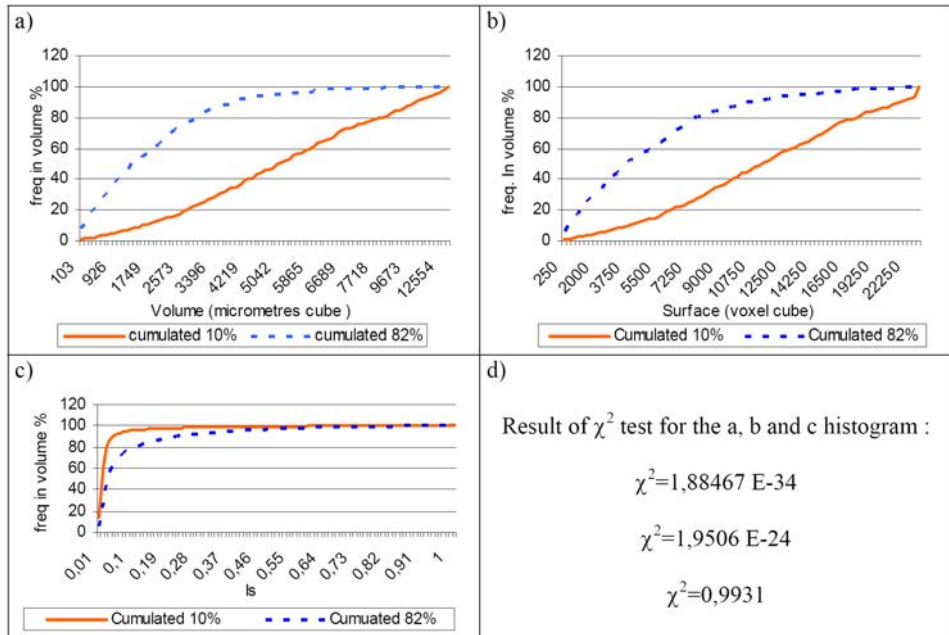 a)
120
100
80
60
40
20
0
freq in volume %
103
926
1749
2573
3396
4219
5042
5865
6689
7718
9673
12554
Volume (micrometres cube )
cumulated 10%
cumulated 82%
b)
120
100
80
60
40
20
0
freq. In volume %
250
2000
3750
5500
7250
9000
10750
12500
14250
16500
19250
22250
Surface (voxel cube)
Cumulated 10%
Cumulated 82%
c)
120
100
80
60
40
20
0
freq in volume %
0,01
0,1
0,19
0,28
0,37
0,46
0,55
0,64
0,73
0,82
0,91
1
Is
Cumulated 10%
Cumuated 82%
d)
Result of χ² test for the a, b and c histogram :
χ²=1,88467 E-34
χ²=1,9506 E-24
χ²=0,9931